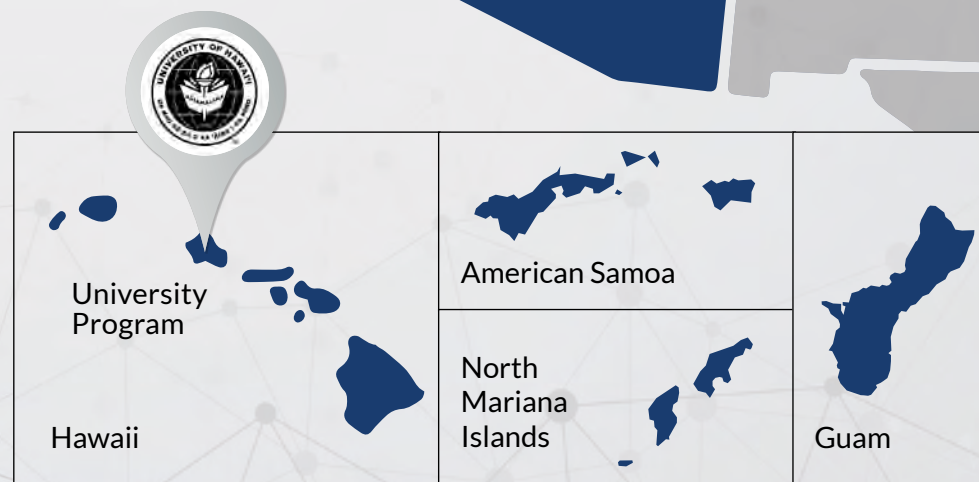 UNIVERSITY OF HAWAI'I
University
Program
Hawaii
American Samoa
North
Mariana
Islands
Guam